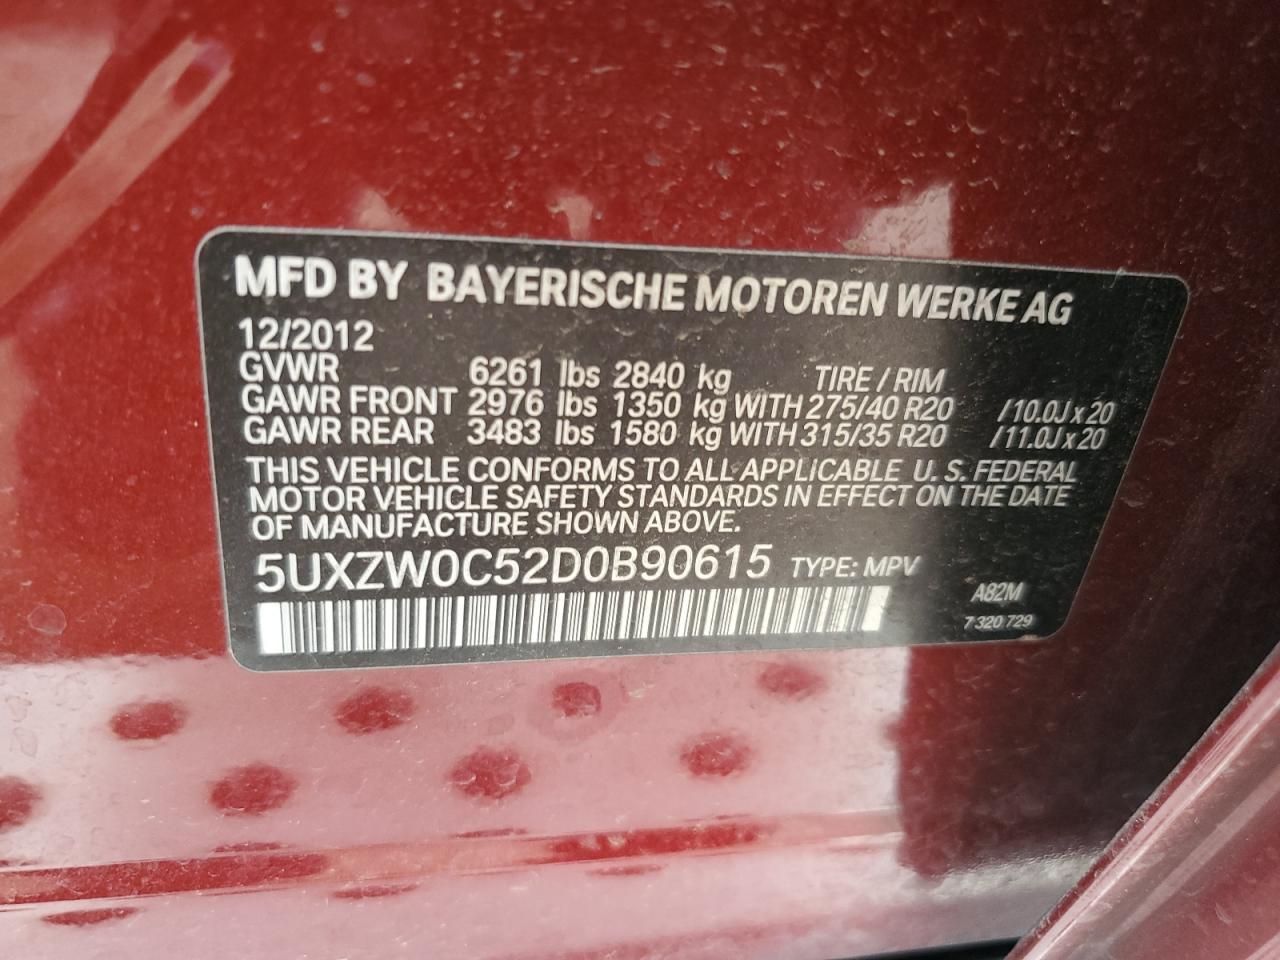 MFD BY BAYERISCHE MOTOREN WERKE AG
12/2012
GVWR 6261 lbs 2840 kg TIRE / RIM
GAWR FRONT 2976 lbs 1350 kg WITH 275/40 R20 /10.0J x 20
GAWR REAR 3483 lbs 1580 kg WITH 315/35 R20 /11.0J x 20
THIS VEHICLE CONFORMS TO ALL APPLICABLE U. S. FEDERAL
MOTOR VEHICLE SAFETY STANDARDS IN EFFECT ON THE DATE
OF MANUFACTURE SHOWN ABOVE.
5UXZW0C52D0B90615 TYPE: MPV
A82M
7 320 729